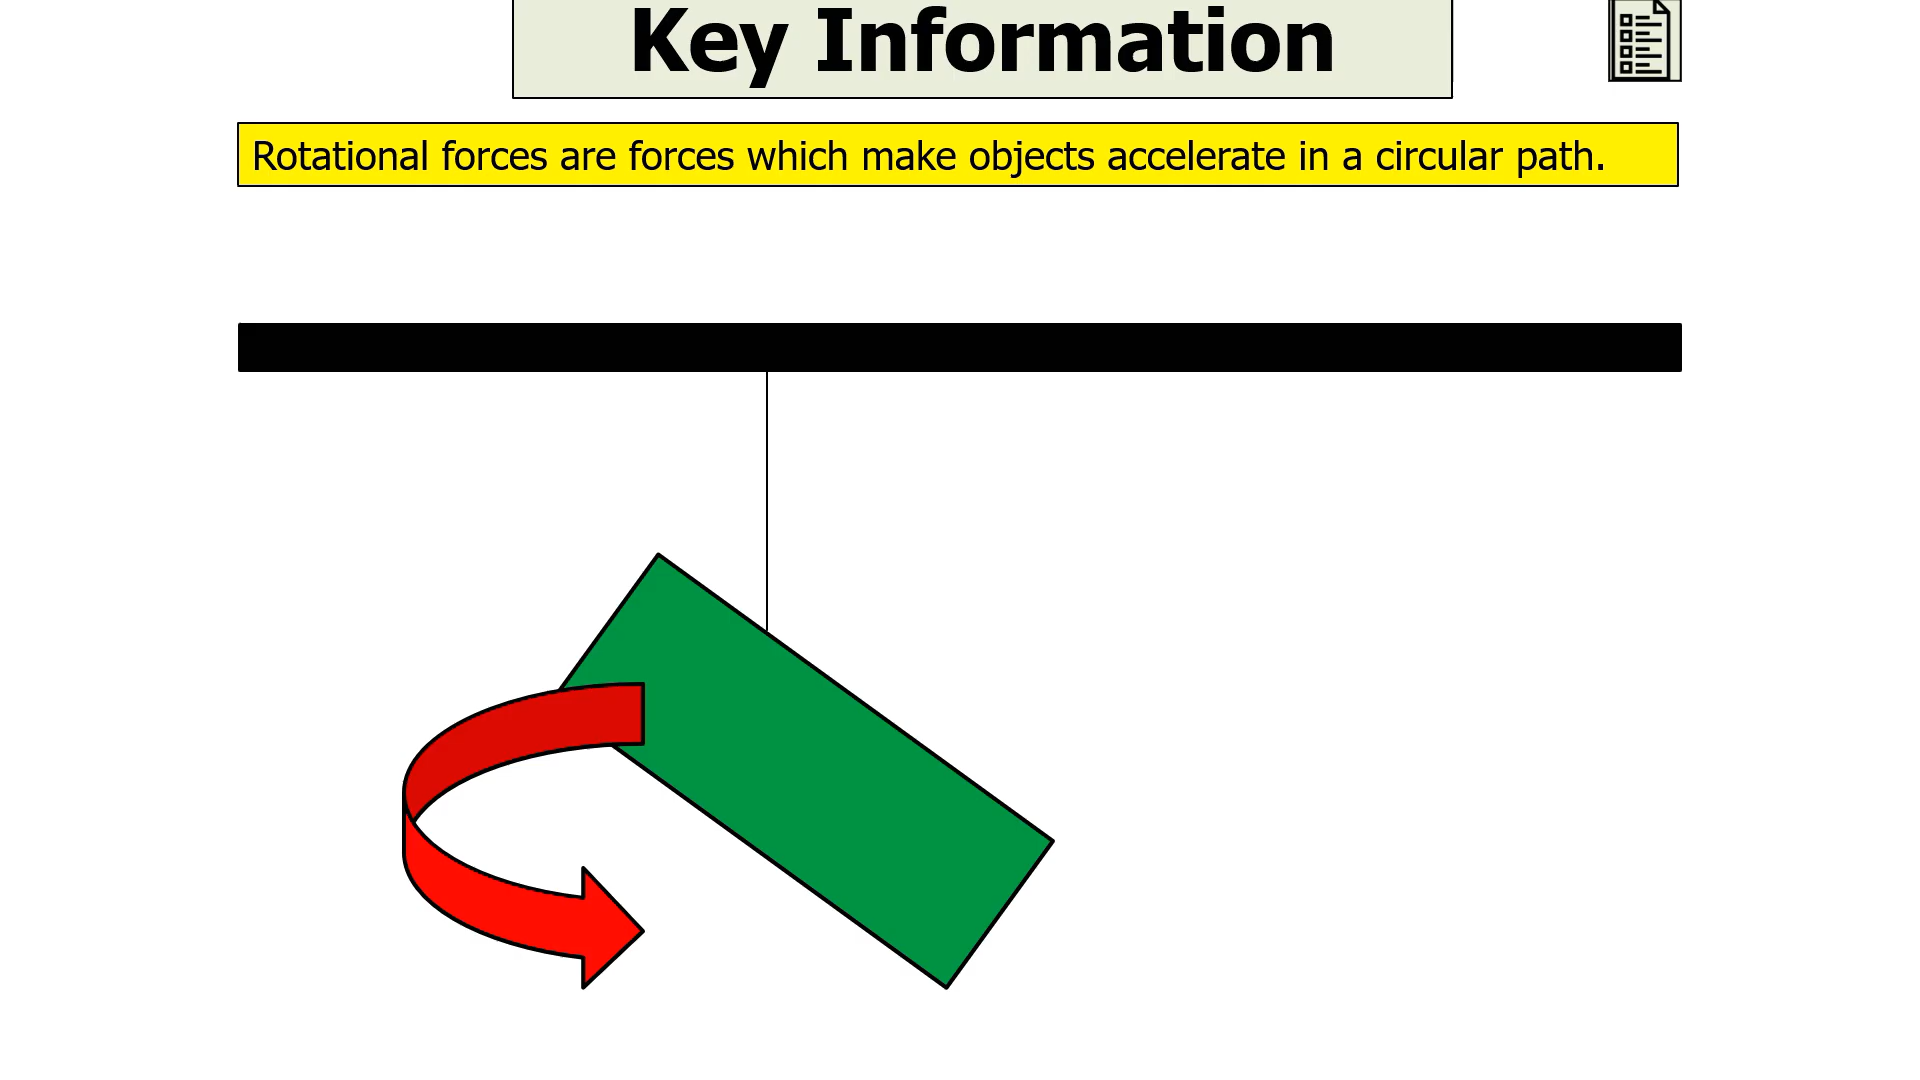 Key Information
Rotational forces are forces which make objects accelerate in a circular path.